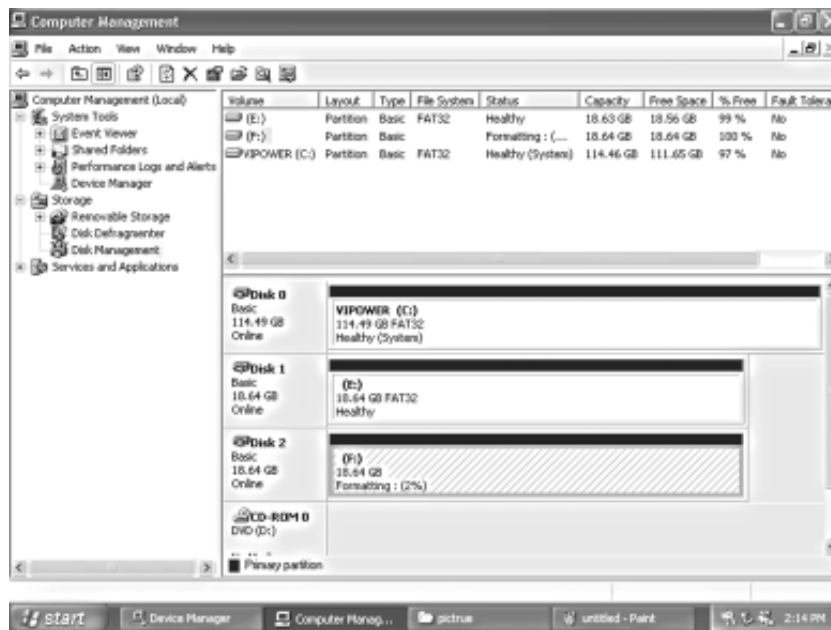 Computer Management
File Action View Window Help
Computer Management (Local)
System Tools
Event Viewer
Shared Folders
Performance Logs and Alerts
Device Manager
Storage
Removable Storage
Disk Defragmenter
Disk Management
Services and Applications
Volume Layout Type File System Status Capacity Free Space % Free Fault Tolera
(E:) Partition Basic FAT32 Healthy 18.63 GB 18.56 GB 99 % No
(F:) Partition Basic Formatting : (... 18.64 GB 18.64 GB 100 % No
VIPOWER (C:) Partition Basic FAT32 Healthy (System) 114.46 GB 111.65 GB 97 % No
Disk 0
Basic
114.49 GB
Online
VIPOWER (C:)
114.49 GB FAT32
Healthy (System)
Disk 1
Basic
18.64 GB
Online
(E:)
18.64 GB FAT32
Healthy
Disk 2
Basic
18.64 GB
Online
(F:)
18.64 GB
Formatting : (2%)
CD-ROM 0
DVD (D:)
Primary partition
start Device Manager Computer Manag... pictrue untitled - Paint 2:14 PM